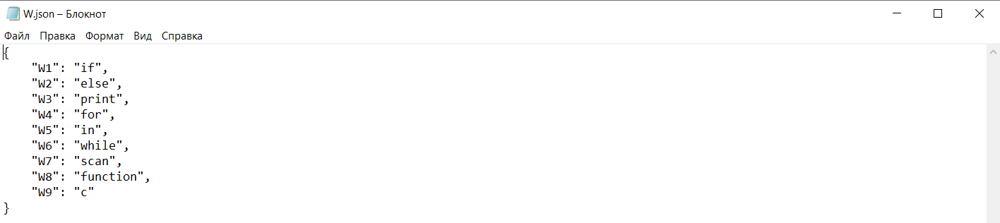 W.json – Блокнот
Файл Правка Формат Вид Справка
{
    "W1": "if",
    "W2": "else",
    "W3": "print",
    "W4": "for",
    "W5": "in",
    "W6": "while",
    "W7": "scan",
    "W8": "function",
    "W9": "c"
}